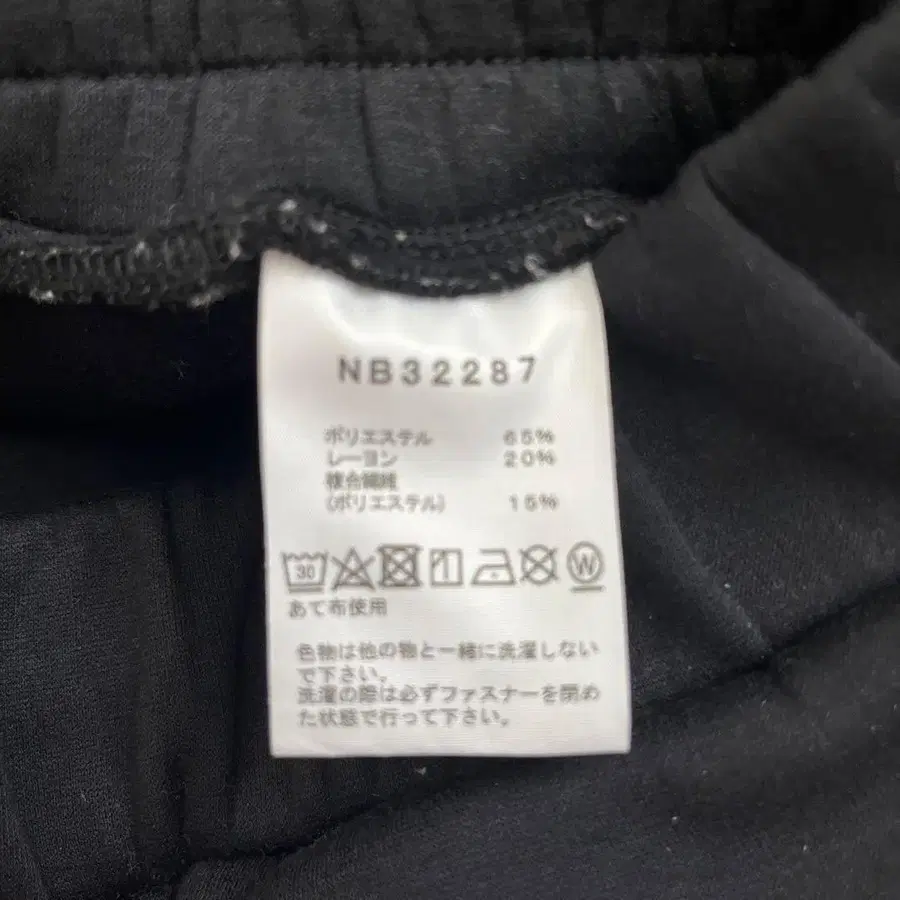 NB32287
ポリエステル 65%
レーヨン 20%
複合繊維
(ポリエステル) 15%
30 W
あて布使用
色物は他の物と一緒に洗濯しない
で下さい。
洗濯の際は必ずファスナーを閉め
た状態で行って下さい。